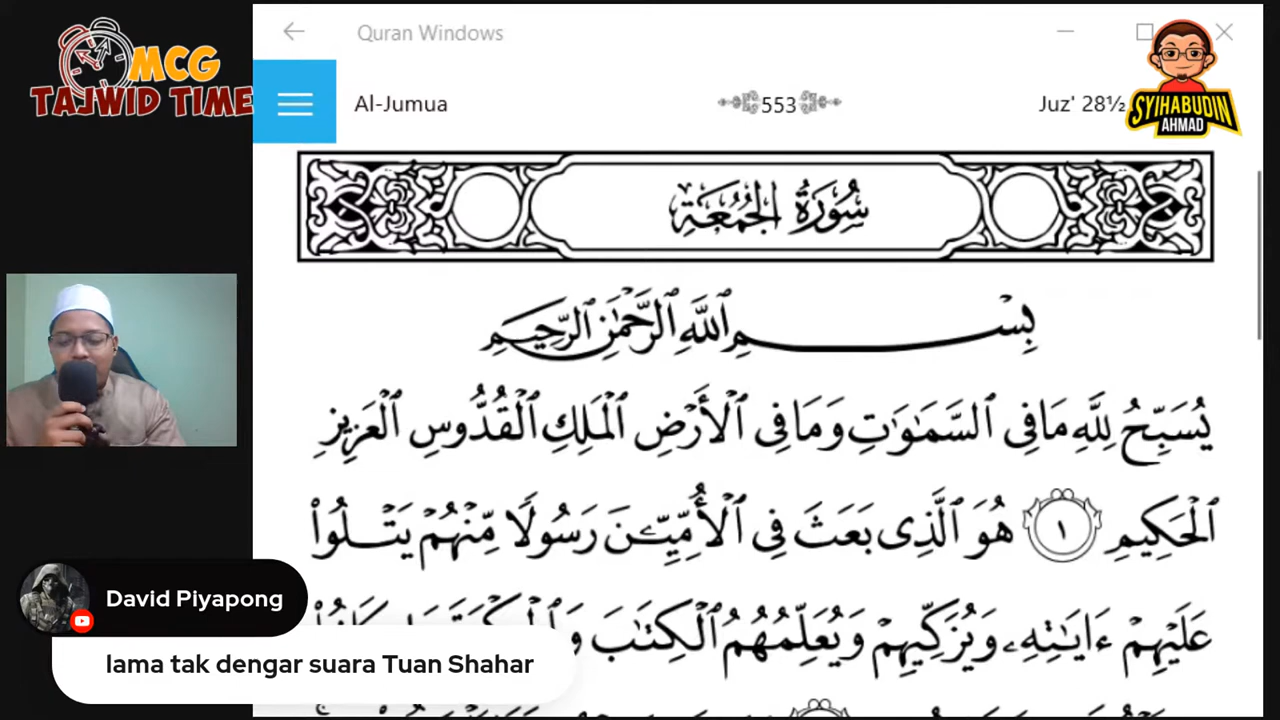 MCG
TAJWID TIME
Quran Windows
Al-Jumua
553
Juz' 28½
SYIHABUDIN
AHMAD
سُورَةُ الجُمُعَةِ
بِسْمِ ٱللَّهِ ٱلرَّحْمَٰنِ ٱلرَّحِيمِ
يُسَبِّحُ لِلَّهِ مَا فِى ٱلسَّمَٰوَٰتِ وَمَا فِى ٱلْأَرْضِ ٱلْمَلِكِ ٱلْقُدُّوسِ ٱلْعَزِيزِ
ٱلْحَكِيمِ ١ هُوَ ٱلَّذِى بَعَثَ فِى ٱلْأُمِّيِّۦنَ رَسُولًا مِّنْهُمْ يَتْلُوا۟
عَلَيْهِمْ ءَايَٰتِهِۦ وَيُزَكِّيهِمْ وَيُعَلِّمُهُمُ ٱلْكِتَٰبَ
David Piyapong
lama tak dengar suara Tuan Shahar